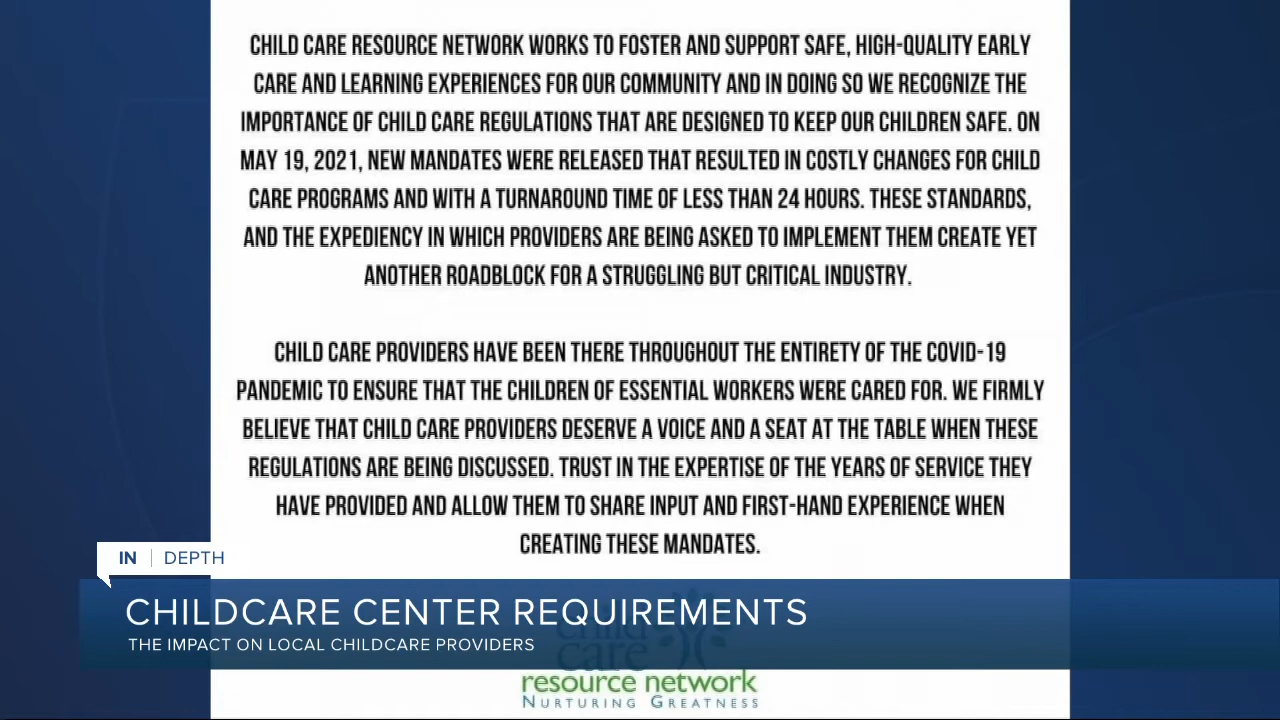 CHILD CARE RESOURCE NETWORK WORKS TO FOSTER AND SUPPORT SAFE, HIGH-QUALITY EARLY
CARE AND LEARNING EXPERIENCES FOR OUR COMMUNITY AND IN DOING SO WE RECOGNIZE THE
IMPORTANCE OF CHILD CARE REGULATIONS THAT ARE DESIGNED TO KEEP OUR CHILDREN SAFE. ON
MAY 19, 2021, NEW MANDATES WERE RELEASED THAT RESULTED IN COSTLY CHANGES FOR CHILD
CARE PROGRAMS AND WITH A TURNAROUND TIME OF LESS THAN 24 HOURS. THESE STANDARDS,
AND THE EXPEDIENCY IN WHICH PROVIDERS ARE BEING ASKED TO IMPLEMENT THEM CREATE YET
ANOTHER ROADBLOCK FOR A STRUGGLING BUT CRITICAL INDUSTRY.
CHILD CARE PROVIDERS HAVE BEEN THERE THROUGHOUT THE ENTIRETY OF THE COVID-19
PANDEMIC TO ENSURE THAT THE CHILDREN OF ESSENTIAL WORKERS WERE CARED FOR. WE FIRMLY
BELIEVE THAT CHILD CARE PROVIDERS DESERVE A VOICE AND A SEAT AT THE TABLE WHEN THESE
REGULATIONS ARE BEING DISCUSSED. TRUST IN THE EXPERTISE OF THE YEARS OF SERVICE THEY
HAVE PROVIDED AND ALLOW THEM TO SHARE INPUT AND FIRST-HAND EXPERIENCE WHEN
CREATING THESE MANDATES.
IN | DEPTH
CHILDCARE CENTER REQUIREMENTS
THE IMPACT ON LOCAL CHILDCARE PROVIDERS
child
care
resource network
NURTURING GREATNESS